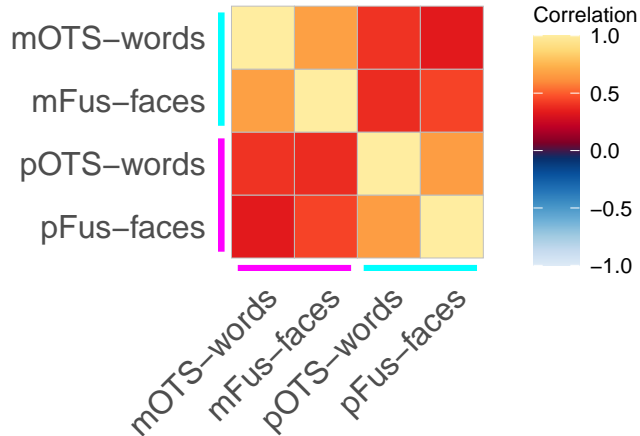 Correlation
mOTS−words
mFus−faces
pOTS−words
pFus−faces
1.0
0.5
0.0
−0.5
−1.0
mOTS−words
mFus−faces
pOTS−words
pFus−faces